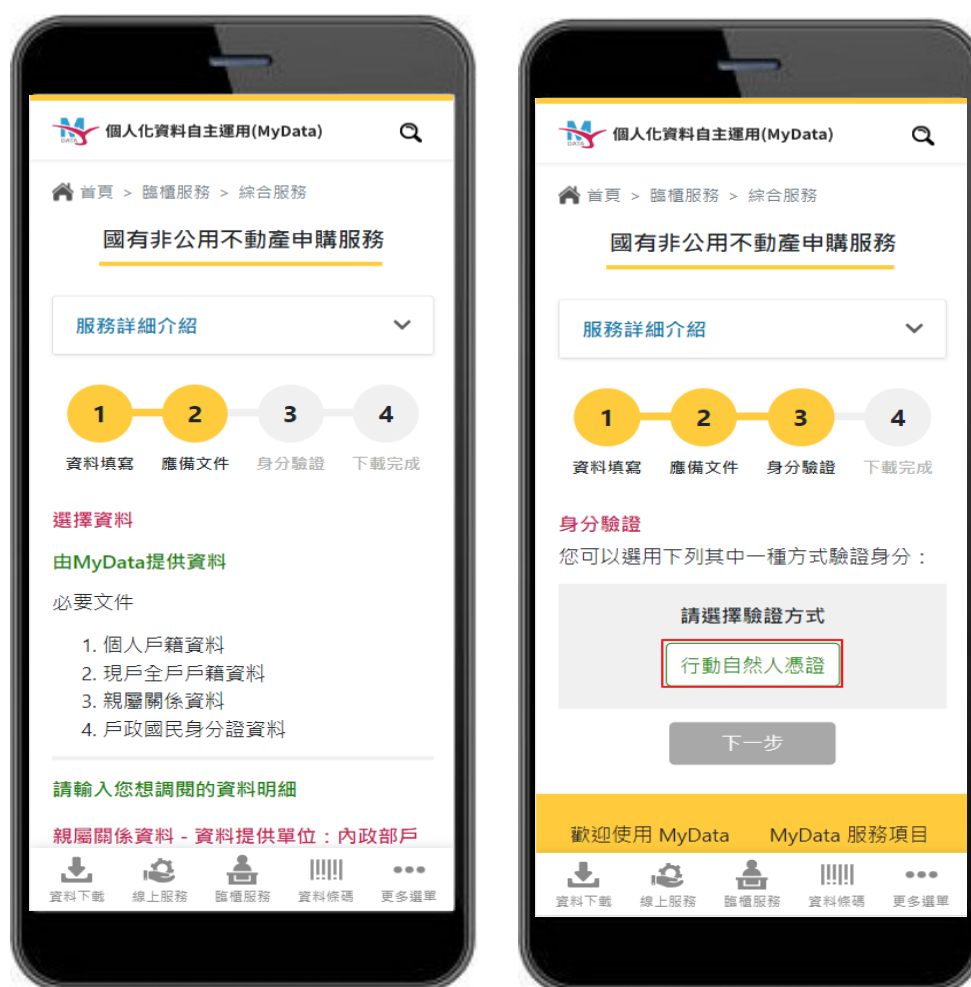 個人化資料自主運用(MyData)
首頁 > 臨櫃服務 > 綜合服務
國有非公用不動產申購服務
服務詳細介紹
1 2 3 4
資料填寫 應備文件 身分驗證 下載完成
選擇資料
由MyData提供資料
必要文件
1. 個人戶籍資料
2. 現戶全戶戶籍資料
3. 親屬關係資料
4. 戶政國民身分證資料
請輸入您想調閱的資料明細
親屬關係資料 - 資料提供單位：內政部戶
資料下載 線上服務 臨櫃服務 資料條碼 更多選單
個人化資料自主運用(MyData)
首頁 > 臨櫃服務 > 綜合服務
國有非公用不動產申購服務
服務詳細介紹
1 2 3 4
資料填寫 應備文件 身分驗證 下載完成
身分驗證
您可以選用下列其中一種方式驗證身分：
請選擇驗證方式
行動自然人憑證
下一步
歡迎使用 MyData MyData 服務項目
資料下載 線上服務 臨櫃服務 資料條碼 更多選單